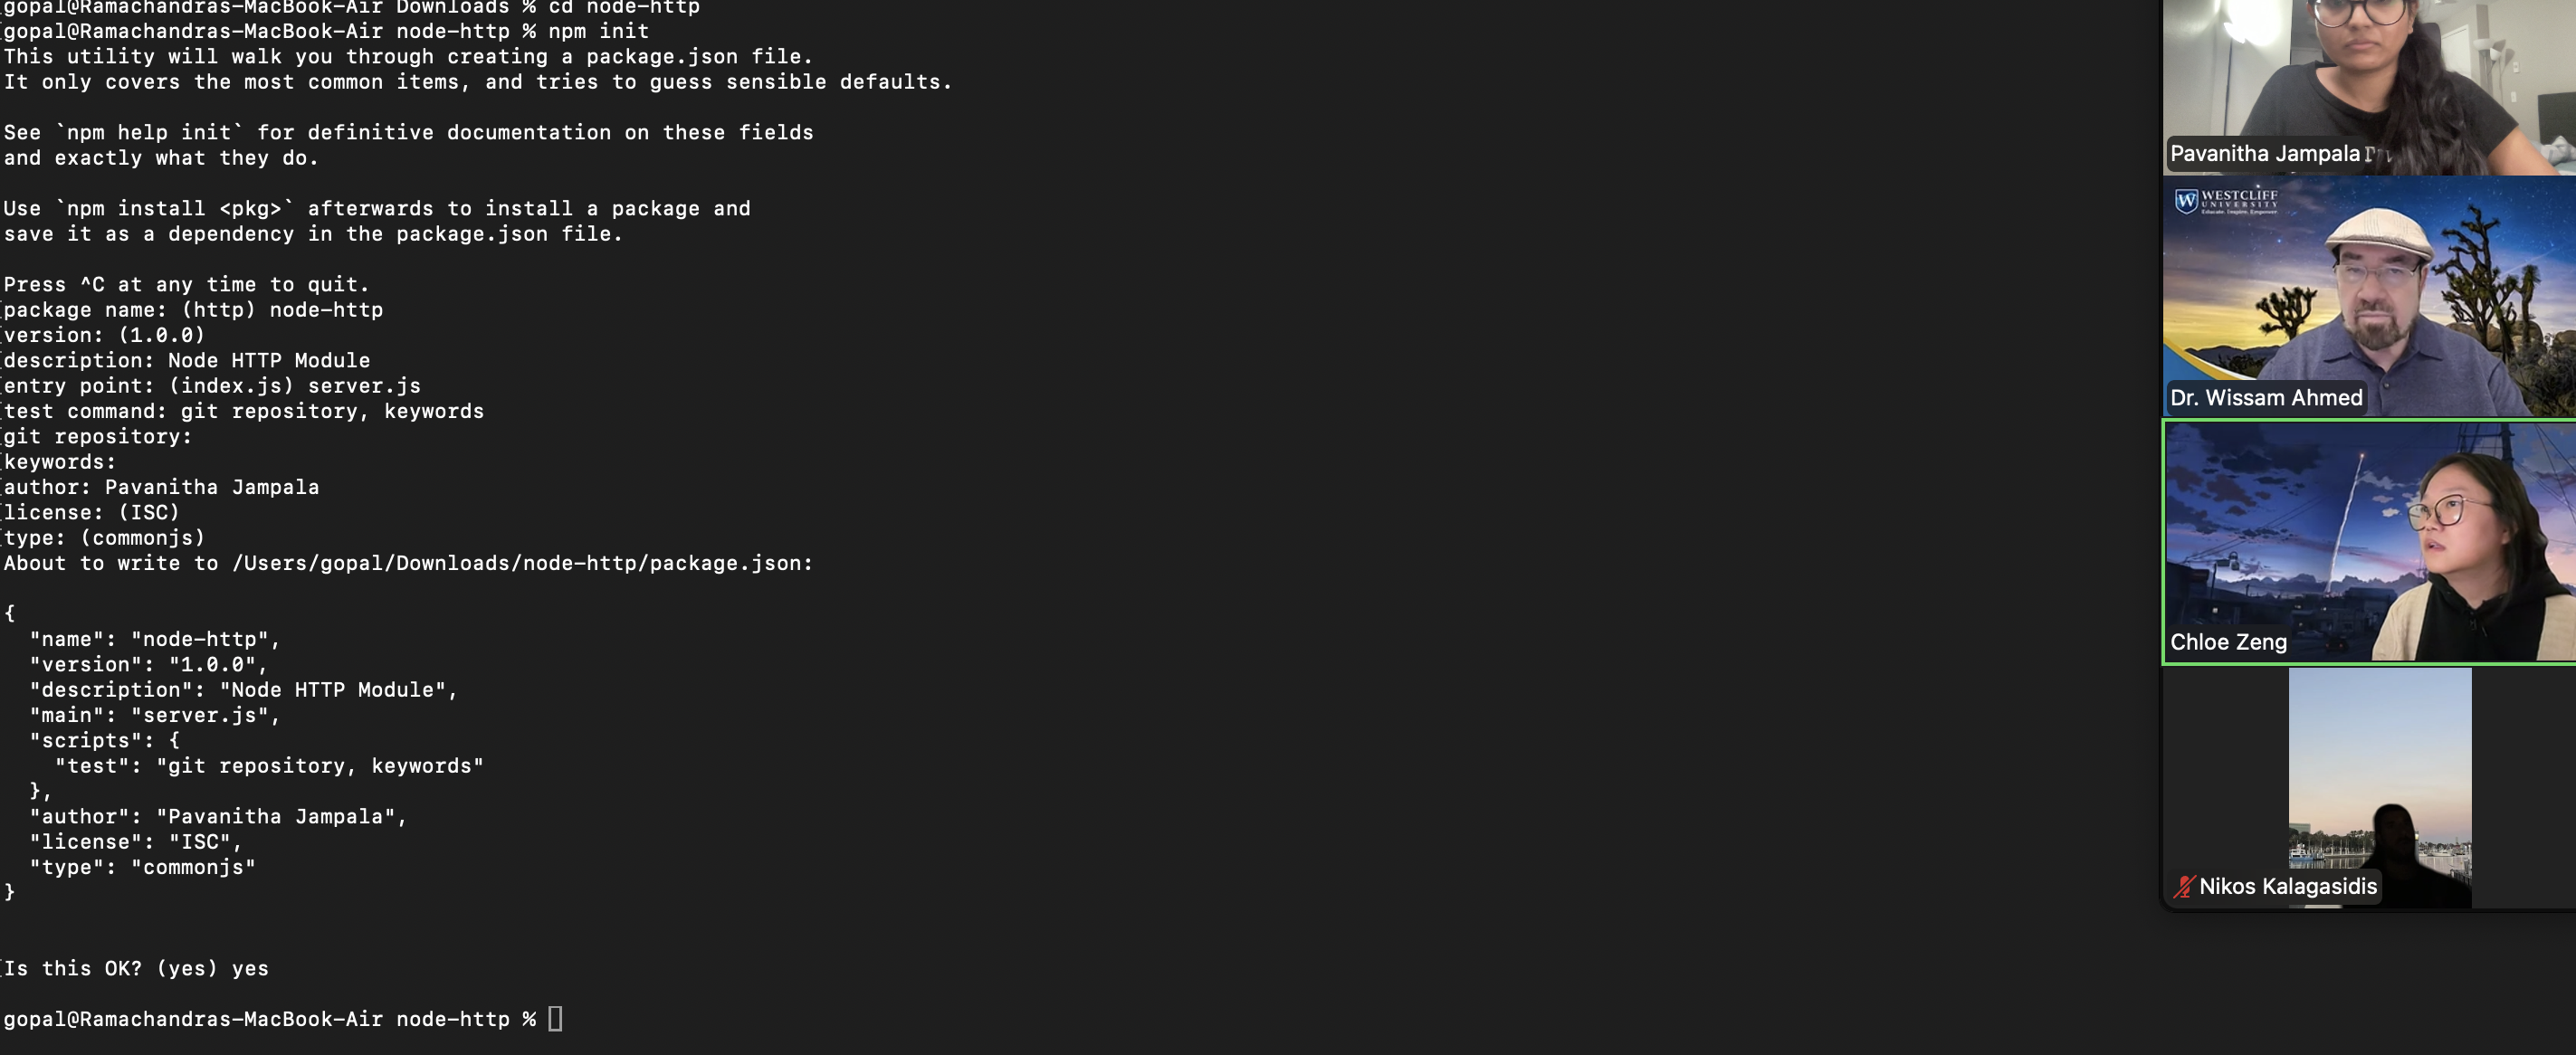 gopal@Ramachandras-MacBook-Air Downloads % cd node-http
gopal@Ramachandras-MacBook-Air node-http % npm init
This utility will walk you through creating a package.json file.
It only covers the most common items, and tries to guess sensible defaults.
See `npm help init` for definitive documentation on these fields
and exactly what they do.
Use `npm install <pkg>` afterwards to install a package and
save it as a dependency in the package.json file.
Press ^C at any time to quit.
package name: (http) node-http
version: (1.0.0)
description: Node HTTP Module
entry point: (index.js) server.js
test command: git repository, keywords
git repository:
keywords:
author: Pavanitha Jampala
license: (ISC)
type: (commonjs)
About to write to /Users/gopal/Downloads/node-http/package.json:
{
"name": "node-http",
"version": "1.0.0",
"description": "Node HTTP Module",
"main": "server.js",
"scripts": {
"test": "git repository, keywords"
},
"author": "Pavanitha Jampala",
"license": "ISC",
"type": "commonjs"
}
Is this OK? (yes) yes
gopal@Ramachandras-MacBook-Air node-http %
Pavanitha Jampala
W WESTCLIFF
UNIVERSITY
Educate. Inspire. Empower.
Dr. Wissam Ahmed
Chloe Zeng
Nikos Kalagasidis